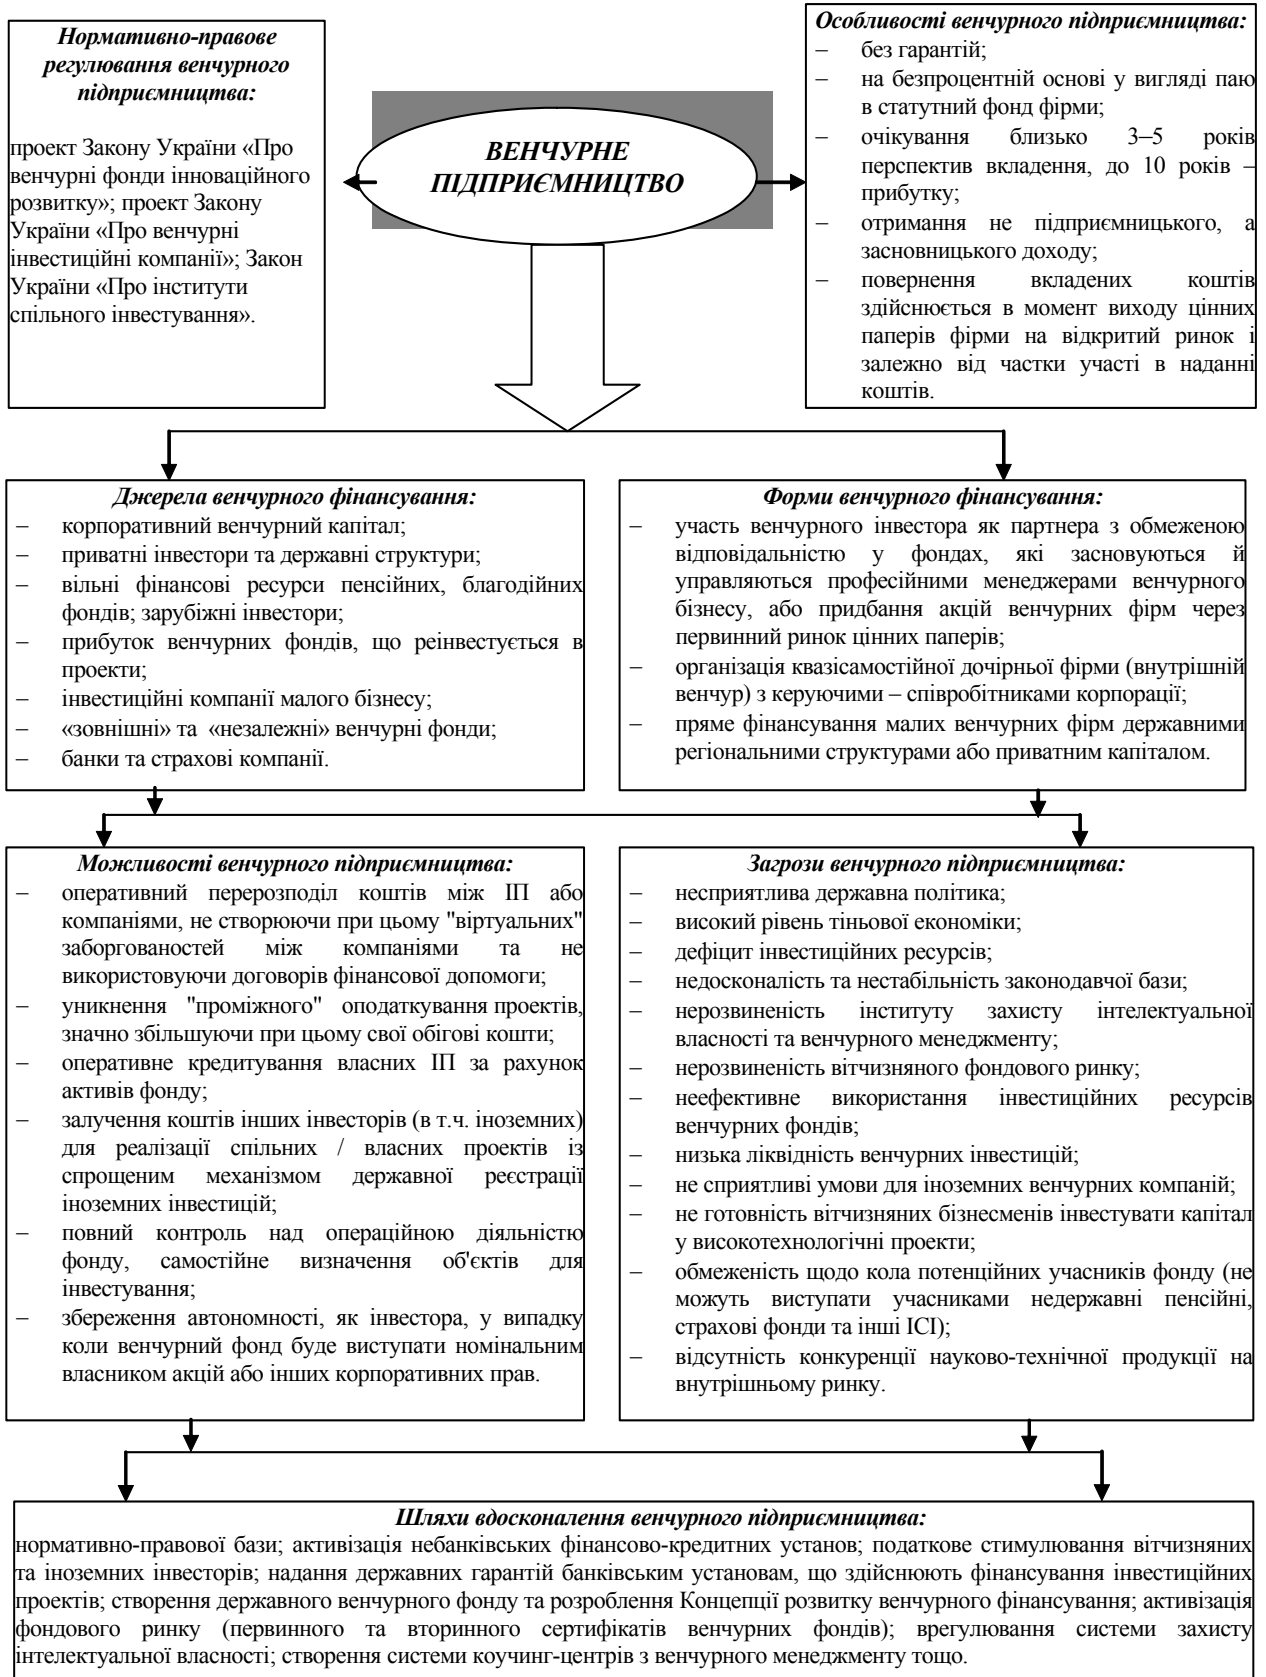 Нормативно-правове
регулювання венчурного
підприємництва:
проект Закону України «Про
венчурні фонди інноваційного
розвитку»; проект Закону
України «Про венчурні
інвестиційні компанії»; Закон
України «Про інститути
спільного інвестування».
ВЕНЧУРНЕ
ПІДПРИЄМНИЦТВО
Особливості венчурного підприємництва:
– без гарантій;
– на безпроцентній основі у вигляді паю
в статутний фонд фірми;
– очікування близько 3–5 років
перспектив вкладення, до 10 років –
прибутку;
– отримання не підприємницького, а
засновницького доходу;
– повернення вкладених коштів
здійснюється в момент виходу цінних
паперів фірми на відкритий ринок і
залежно від частки участі в наданні
коштів.
Джерела венчурного фінансування:
– корпоративний венчурний капітал;
– приватні інвестори та державні структури;
– вільні фінансові ресурси пенсійних, благодійних
фондів; зарубіжні інвестори;
– прибуток венчурних фондів, що реінвестується в
проекти;
– інвестиційні компанії малого бізнесу;
– «зовнішні» та «незалежні» венчурні фонди;
– банки та страхові компанії.
Форми венчурного фінансування:
– участь венчурного інвестора як партнера з обмеженою
відповідальністю у фондах, які засновуються й
управляються професійними менеджерами венчурного
бізнесу, або придбання акцій венчурних фірм через
первинний ринок цінних паперів;
– організація квазісамостійної дочірньої фірми (внутрішній
венчур) з керуючими – співробітниками корпорації;
– пряме фінансування малих венчурних фірм державними
регіональними структурами або приватним капіталом.
Можливості венчурного підприємництва:
– оперативний перерозподіл коштів між ІП або
компаніями, не створюючи при цьому "віртуальних"
заборгованостей між компаніями та не
використовуючи договорів фінансової допомоги;
– уникнення "проміжного" оподаткування проектів,
значно збільшуючи при цьому свої обігові кошти;
– оперативне кредитування власних ІП за рахунок
активів фонду;
– залучення коштів інших інвесторів (в т.ч. іноземних)
для реалізації спільних / власних проектів із
спрощеним механізмом державної реєстрації
іноземних інвестицій;
– повний контроль над операційною діяльністю
фонду, самостійне визначення об'єктів для
інвестування;
– збереження автономності, як інвестора, у випадку
коли венчурний фонд буде виступати номінальним
власником акцій або інших корпоративних прав.
Загрози венчурного підприємництва:
– несприятлива державна політика;
– високий рівень тіньової економіки;
– дефіцит інвестиційних ресурсів;
– недосконалість та нестабільність законодавчої бази;
– нерозвиненість інституту захисту інтелектуальної
власності та венчурного менеджменту;
– нерозвиненість вітчизняного фондового ринку;
– неефективне використання інвестиційних ресурсів
венчурних фондів;
– низька ліквідність венчурних інвестицій;
– не сприятливі умови для іноземних венчурних компаній;
– не готовність вітчизняних бізнесменів інвестувати капітал
у високотехнологічні проекти;
– обмеженість щодо кола потенційних учасників фонду (не
можуть виступати учасниками недержавні пенсійні,
страхові фонди та інші ІСІ);
– відсутність конкуренції науково-технічної продукції на
внутрішньому ринку.
Шляхи вдосконалення венчурного підприємництва:
нормативно-правової бази; активізація небанківських фінансово-кредитних установ; податкове стимулювання вітчизняних
та іноземних інвесторів; надання державних гарантій банківським установам, що здійснюють фінансування інвестиційних
проектів; створення державного венчурного фонду та розроблення Концепції розвитку венчурного фінансування; активізація
фондового ринку (первинного та вторинного сертифікатів венчурних фондів); врегулювання системи захисту
інтелектуальної власності; створення системи коучинг-центрів з венчурного менеджменту тощо.